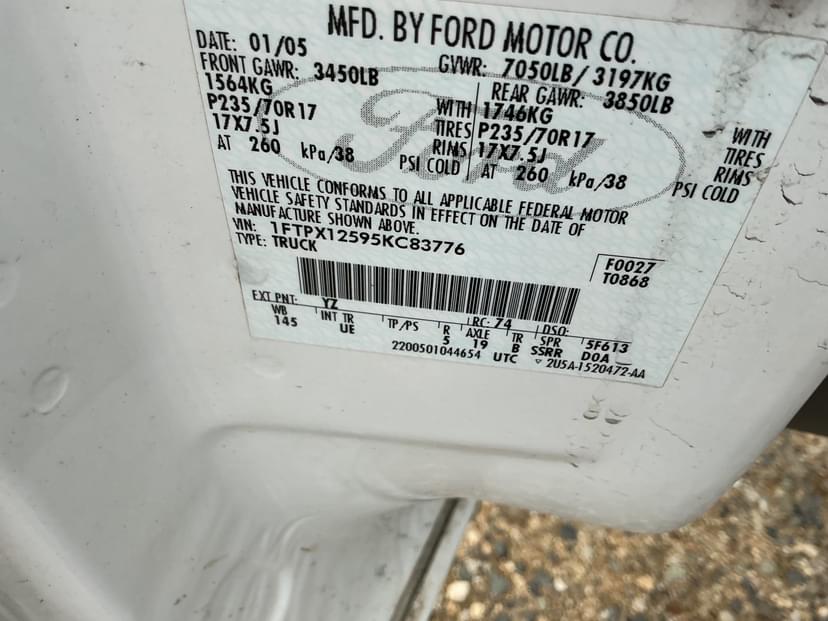 MFD. BY FORD MOTOR CO.
DATE: 01/05
GVWR: 7050LB/ 3197KG
FRONT GAWR: 3450LB
REAR GAWR: 3850LB
1564KG WITH
1746KG WITH
P235/70R17 TIRES
P235/70R17 TIRES
17X7.5J RIMS
17X7.5J RIMS
AT 260 kPa/38 PSI COLD
AT 260 kPa/38 PSI COLD
THIS VEHICLE CONFORMS TO ALL APPLICABLE FEDERAL MOTOR
VEHICLE SAFETY STANDARDS IN EFFECT ON THE DATE OF
MANUFACTURE SHOWN ABOVE.
VIN: 1FTPX12595KC83776
TYPE: TRUCK
F0027
T0868
EXT PNT: YZ RC: 74 DSO:
WB INT TR TP/PS R AXLE TR SPR 5F613
145 UE 5 19 B SSRR D0A
2200501044654 UTC 2U5A-1520472-AA
Ford